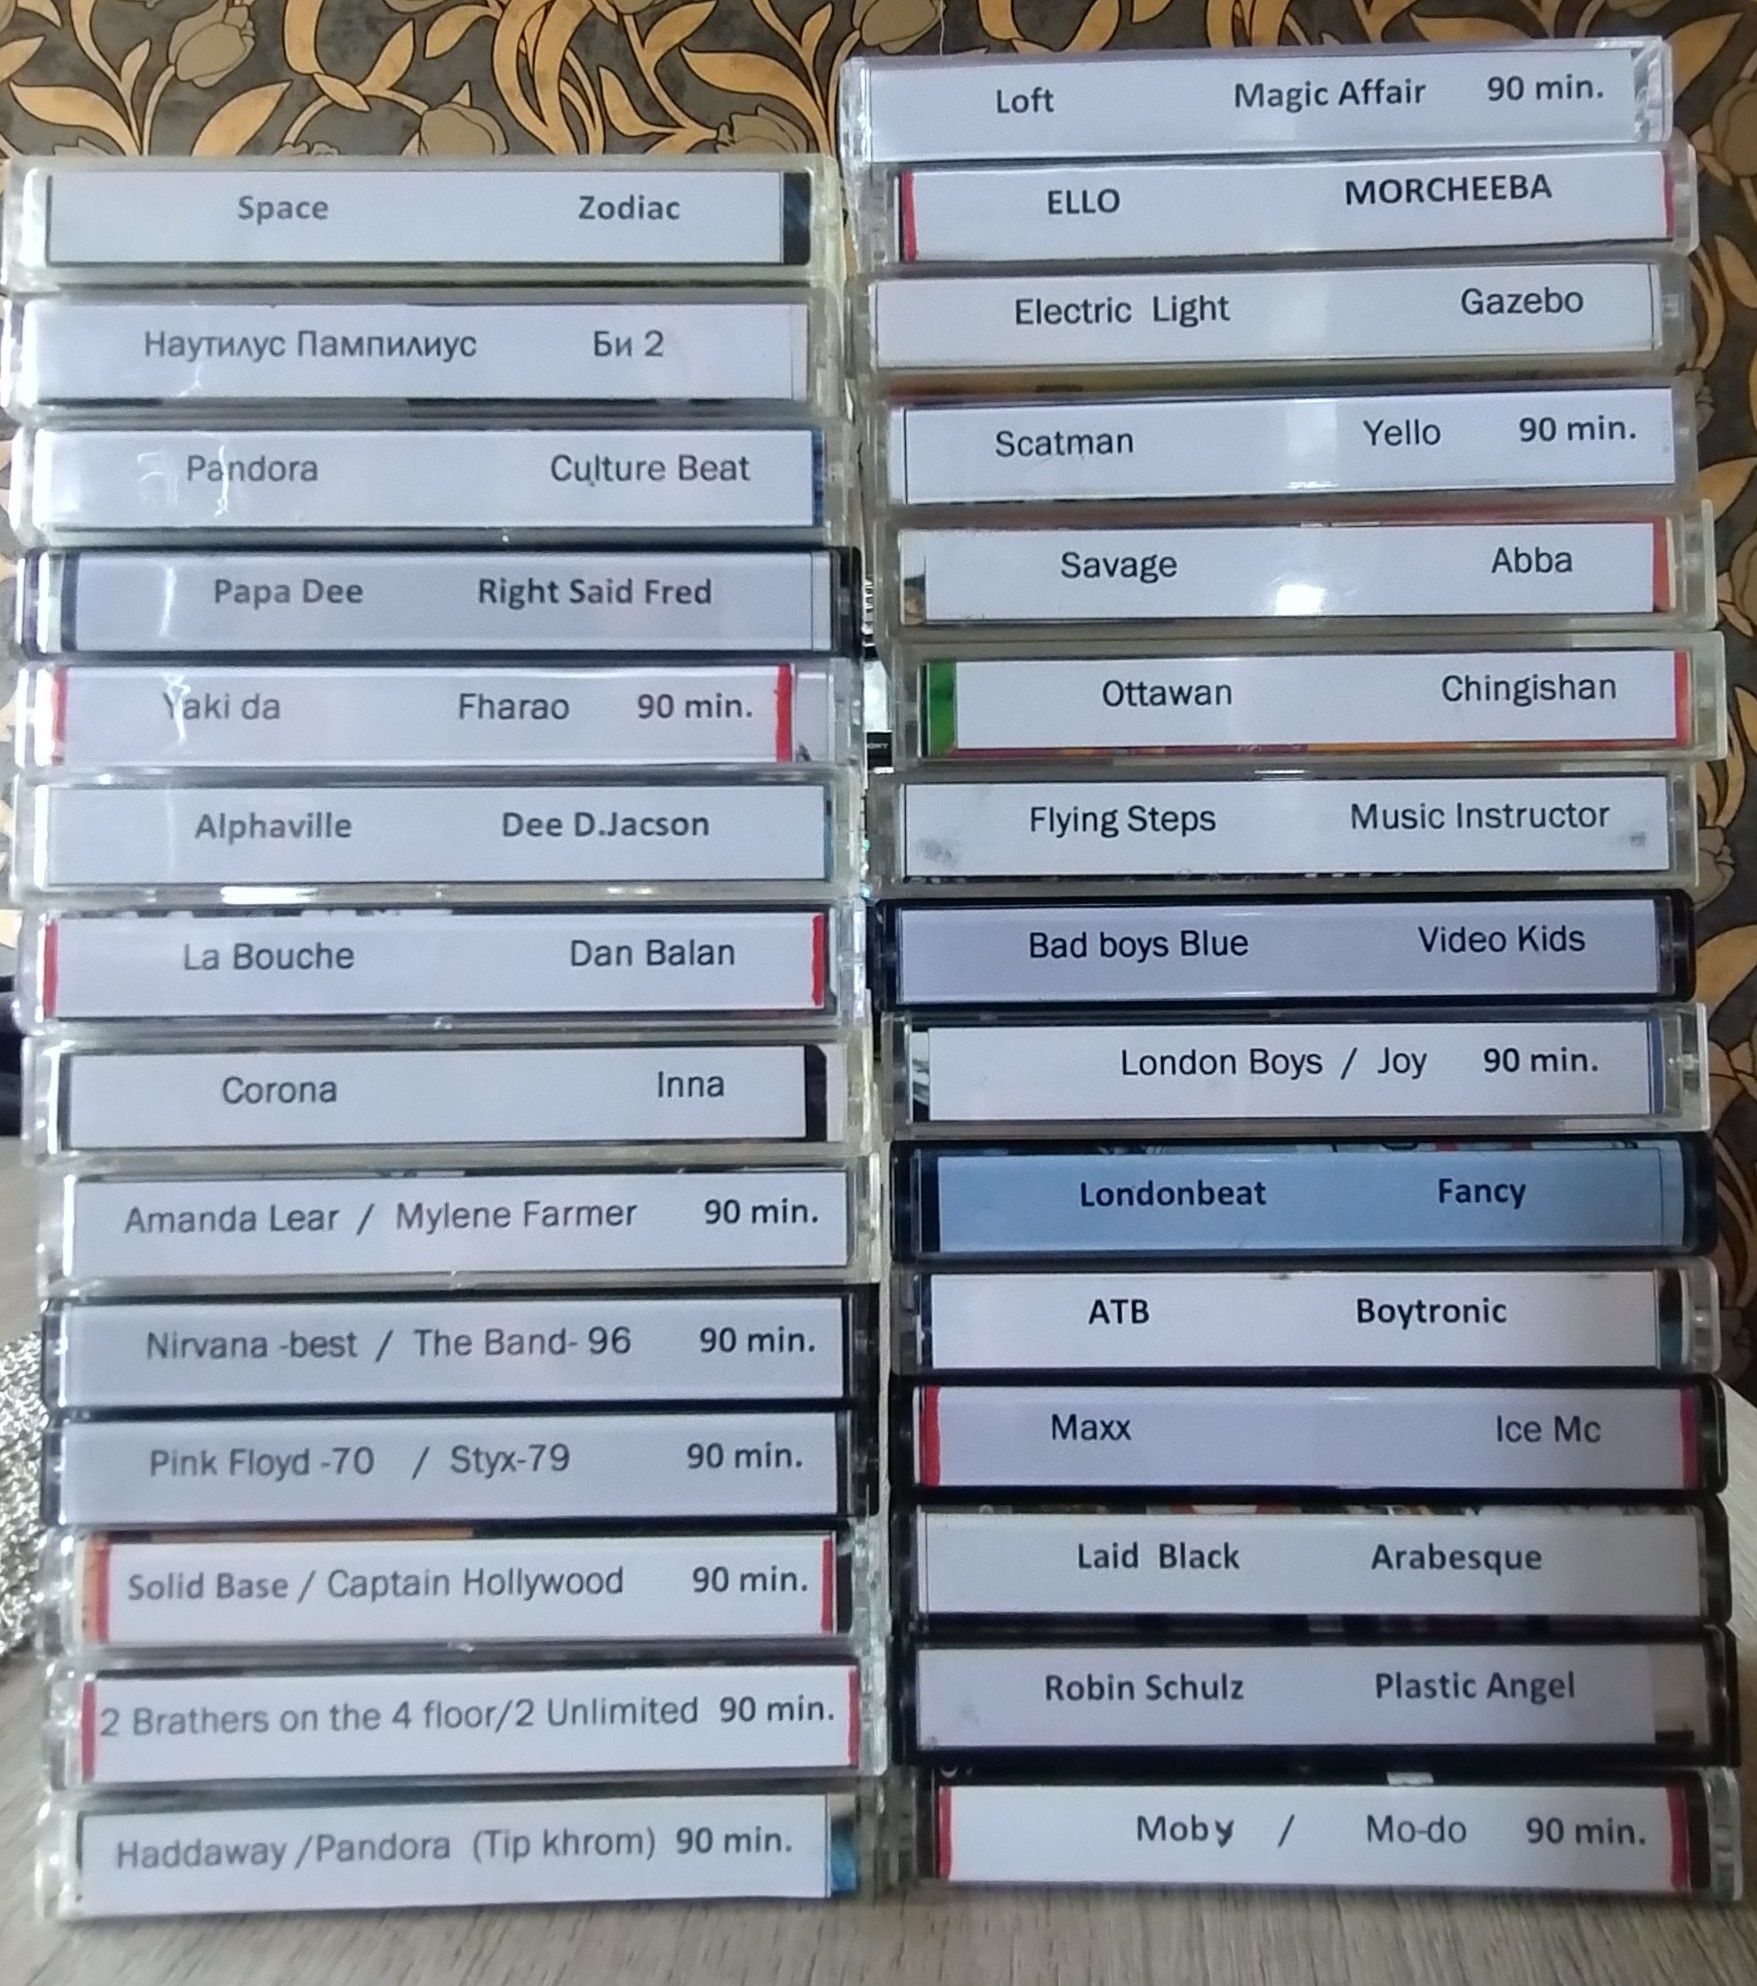 Space Zodiac
Наутилус Пампилиус Би 2
Pandora Culture Beat
Papa Dee Right Said Fred
Yaki da Fharao 90 min.
Alphaville Dee D.Jacson
La Bouche Dan Balan
Corona Inna
Amanda Lear / Mylene Farmer 90 min.
Nirvana -best / The Band- 96 90 min.
Pink Floyd -70 / Styx-79 90 min.
Solid Base / Captain Hollywood 90 min.
2 Brathers on the 4 floor/2 Unlimited 90 min.
Haddaway /Pandora (Tip khrom) 90 min.
Loft Magic Affair 90 min.
ELLO MORCHEEBA
Electric Light Gazebo
Scatman Yello 90 min.
Savage Abba
Ottawan Chingishan
Flying Steps Music Instructor
Bad boys Blue Video Kids
London Boys / Joy 90 min.
Londonbeat Fancy
ATB Boytronic
Maxx Ice Mc
Laid Black Arabesque
Robin Schulz Plastic Angel
Moby / Mo-do 90 min.